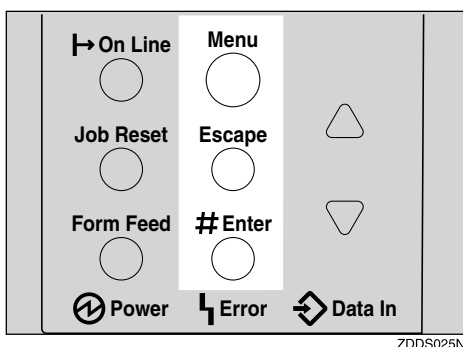 On Line Menu
Job Reset Escape
Form Feed # Enter
Power Error Data In
ZDDS025N